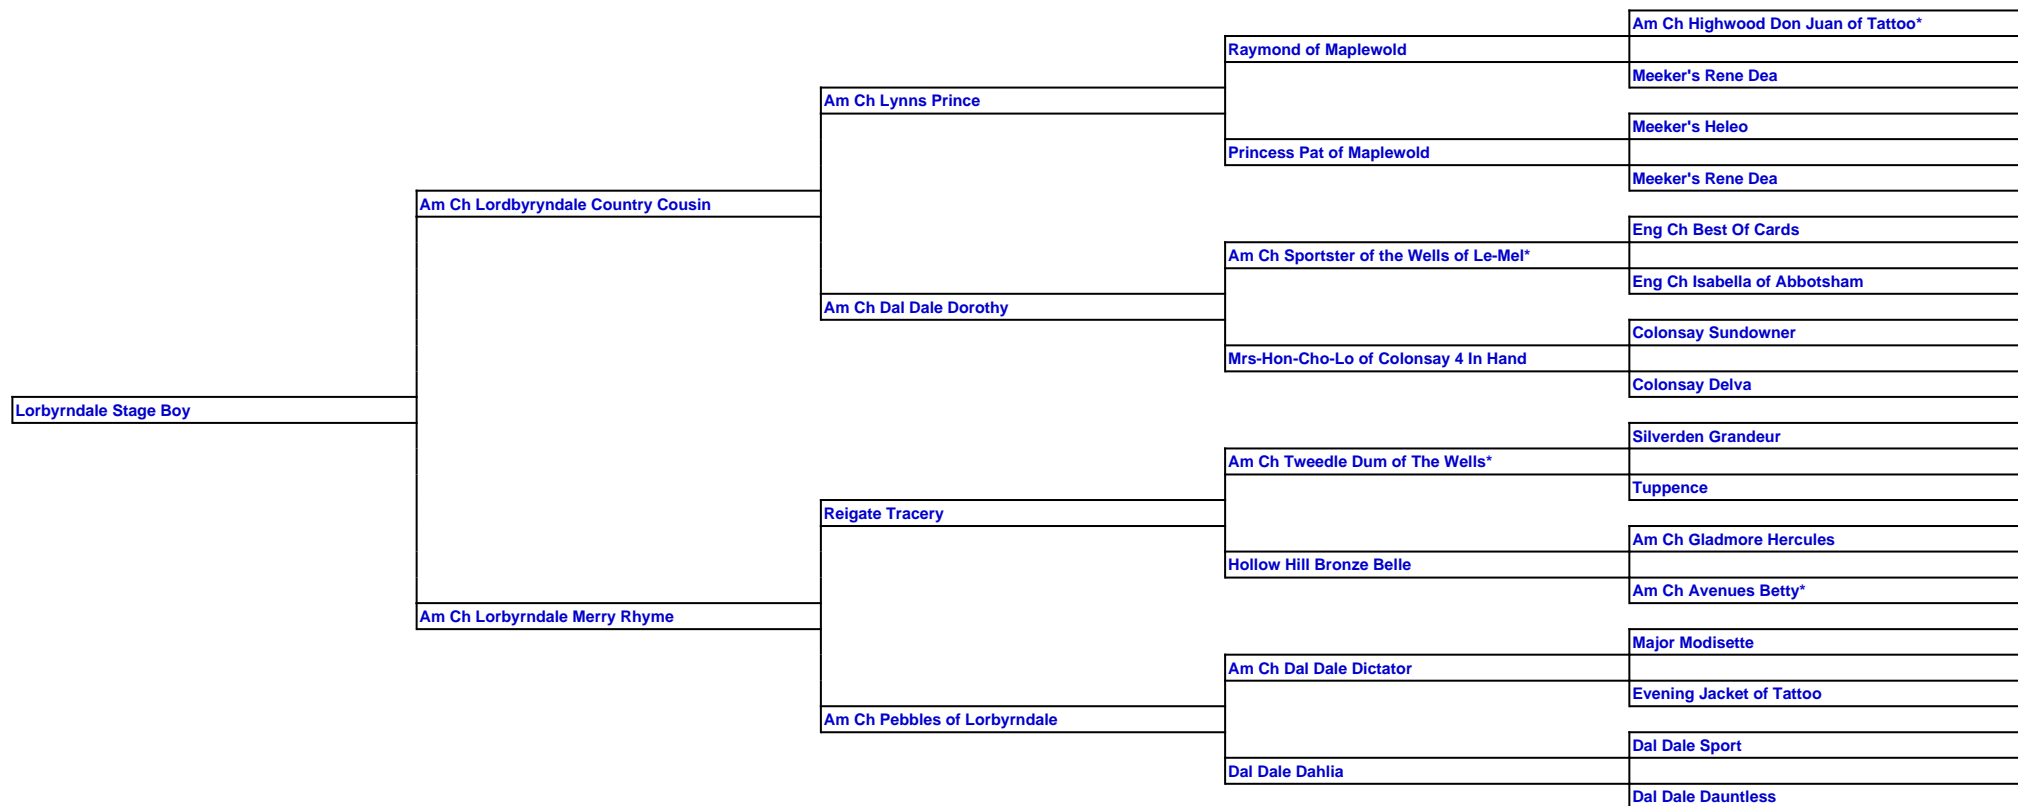 Am Ch Highwood Don Juan of Tattoo*
Raymond of Maplewold
Meeker's Rene Dea
Am Ch Lynns Prince
Meeker's Heleo
Princess Pat of Maplewold
Meeker's Rene Dea
Am Ch Lordbyryndale Country Cousin
Eng Ch Best Of Cards
Am Ch Sportster of the Wells of Le-Mel*
Eng Ch Isabella of Abbotsham
Am Ch Dal Dale Dorothy
Colonsay Sundowner
Mrs-Hon-Cho-Lo of Colonsay 4 In Hand
Colonsay Delva
Lorbyrndale Stage Boy
Silverden Grandeur
Am Ch Tweedle Dum of The Wells*
Tuppence
Reigate Tracery
Am Ch Gladmore Hercules
Hollow Hill Bronze Belle
Am Ch Avenues Betty*
Am Ch Lorbyrndale Merry Rhyme
Major Modisette
Am Ch Dal Dale Dictator
Evening Jacket of Tattoo
Am Ch Pebbles of Lorbyrndale
Dal Dale Sport
Dal Dale Dahlia
Dal Dale Dauntless